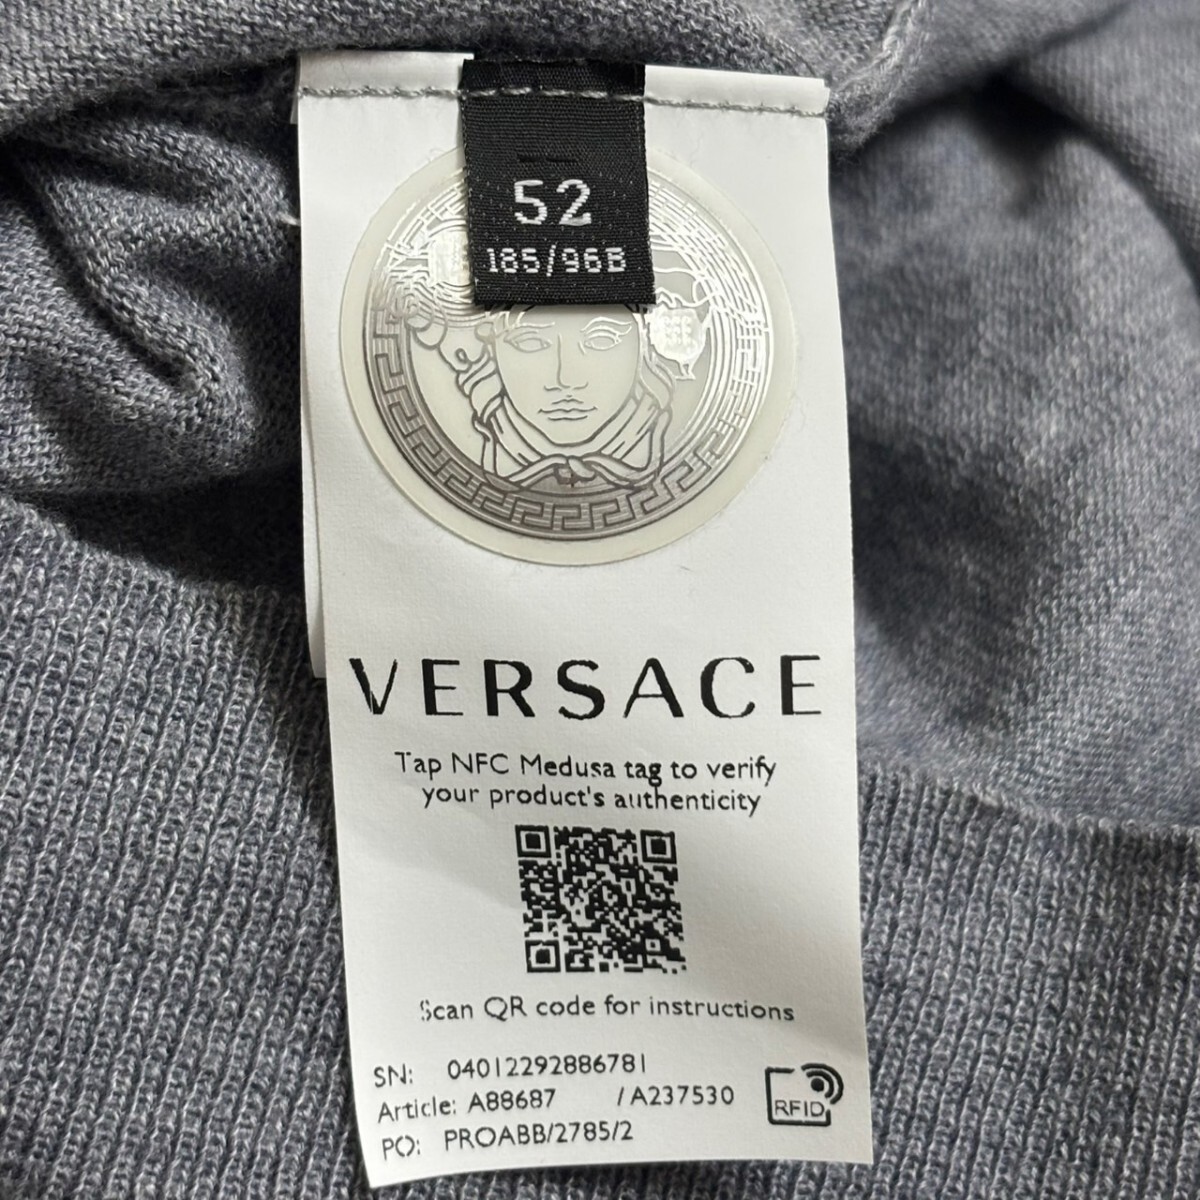 52
185/96B
VERSACE
Tap NFC Medusa tag to verify
your product's authenticity
Scan QR code for instructions
SN: 04012292886781
Article: A88687 / A237530
PO: PROABB/2785/2
RFID